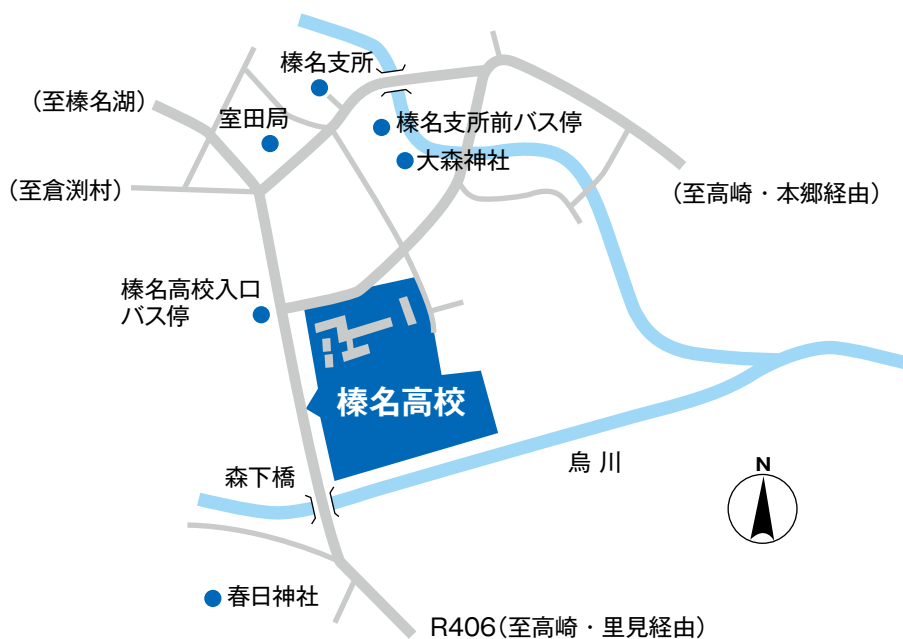 榛名支所
(至榛名湖)
室田局
榛名支所前バス停
大森神社
(至倉渕村)
(至高崎・本郷経由)
榛名高校入口
バス停
榛名高校
烏川
N
森下橋
春日神社
R406(至高崎・里見経由)